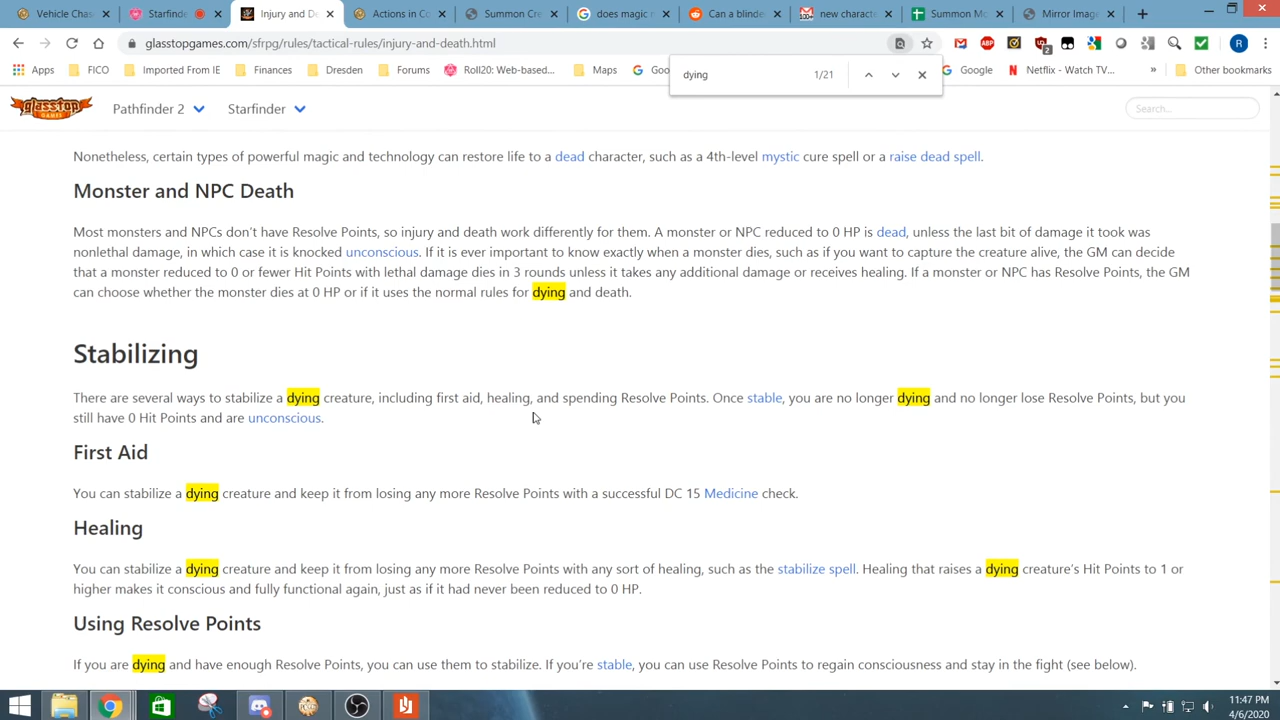 Vehicle Chas
Starfinde
Injury and De
Actions in Co
Summon Cre
does magic m
Can a blinde
new characte
Summon Mo
Mirror Imag
glasstopgames.com/sfrpg/rules/tactical-rules/injury-and-death.html
Apps
FICO
Imported From IE
Finances
Dresden
Forums
Roll20: Web-based...
Maps
Goo
Google
Netflix - Watch TV...
»
Other bookmarks
dying 1/21
glasstop GAMES
Pathfinder 2
Starfinder
Search...
Nonetheless, certain types of powerful magic and technology can restore life to a dead character, such as a 4th-level mystic cure spell or a raise dead spell.
Monster and NPC Death
Most monsters and NPCs don't have Resolve Points, so injury and death work differently for them. A monster or NPC reduced to 0 HP is dead, unless the last bit of damage it took was
nonlethal damage, in which case it is knocked unconscious. If it is ever important to know exactly when a monster dies, such as if you want to capture the creature alive, the GM can decide
that a monster reduced to 0 or fewer Hit Points with lethal damage dies in 3 rounds unless it takes any additional damage or receives healing. If a monster or NPC has Resolve Points, the GM
can choose whether the monster dies at 0 HP or if it uses the normal rules for dying and death.
Stabilizing
There are several ways to stabilize a dying creature, including first aid, healing, and spending Resolve Points. Once stable, you are no longer dying and no longer lose Resolve Points, but you
still have 0 Hit Points and are unconscious.
First Aid
You can stabilize a dying creature and keep it from losing any more Resolve Points with a successful DC 15 Medicine check.
Healing
You can stabilize a dying creature and keep it from losing any more Resolve Points with any sort of healing, such as the stabilize spell. Healing that raises a dying creature's Hit Points to 1 or
higher makes it conscious and fully functional again, just as if it had never been reduced to 0 HP.
Using Resolve Points
If you are dying and have enough Resolve Points, you can use them to stabilize. If you're stable, you can use Resolve Points to regain consciousness and stay in the fight (see below).
11:47 PM
4/6/2020